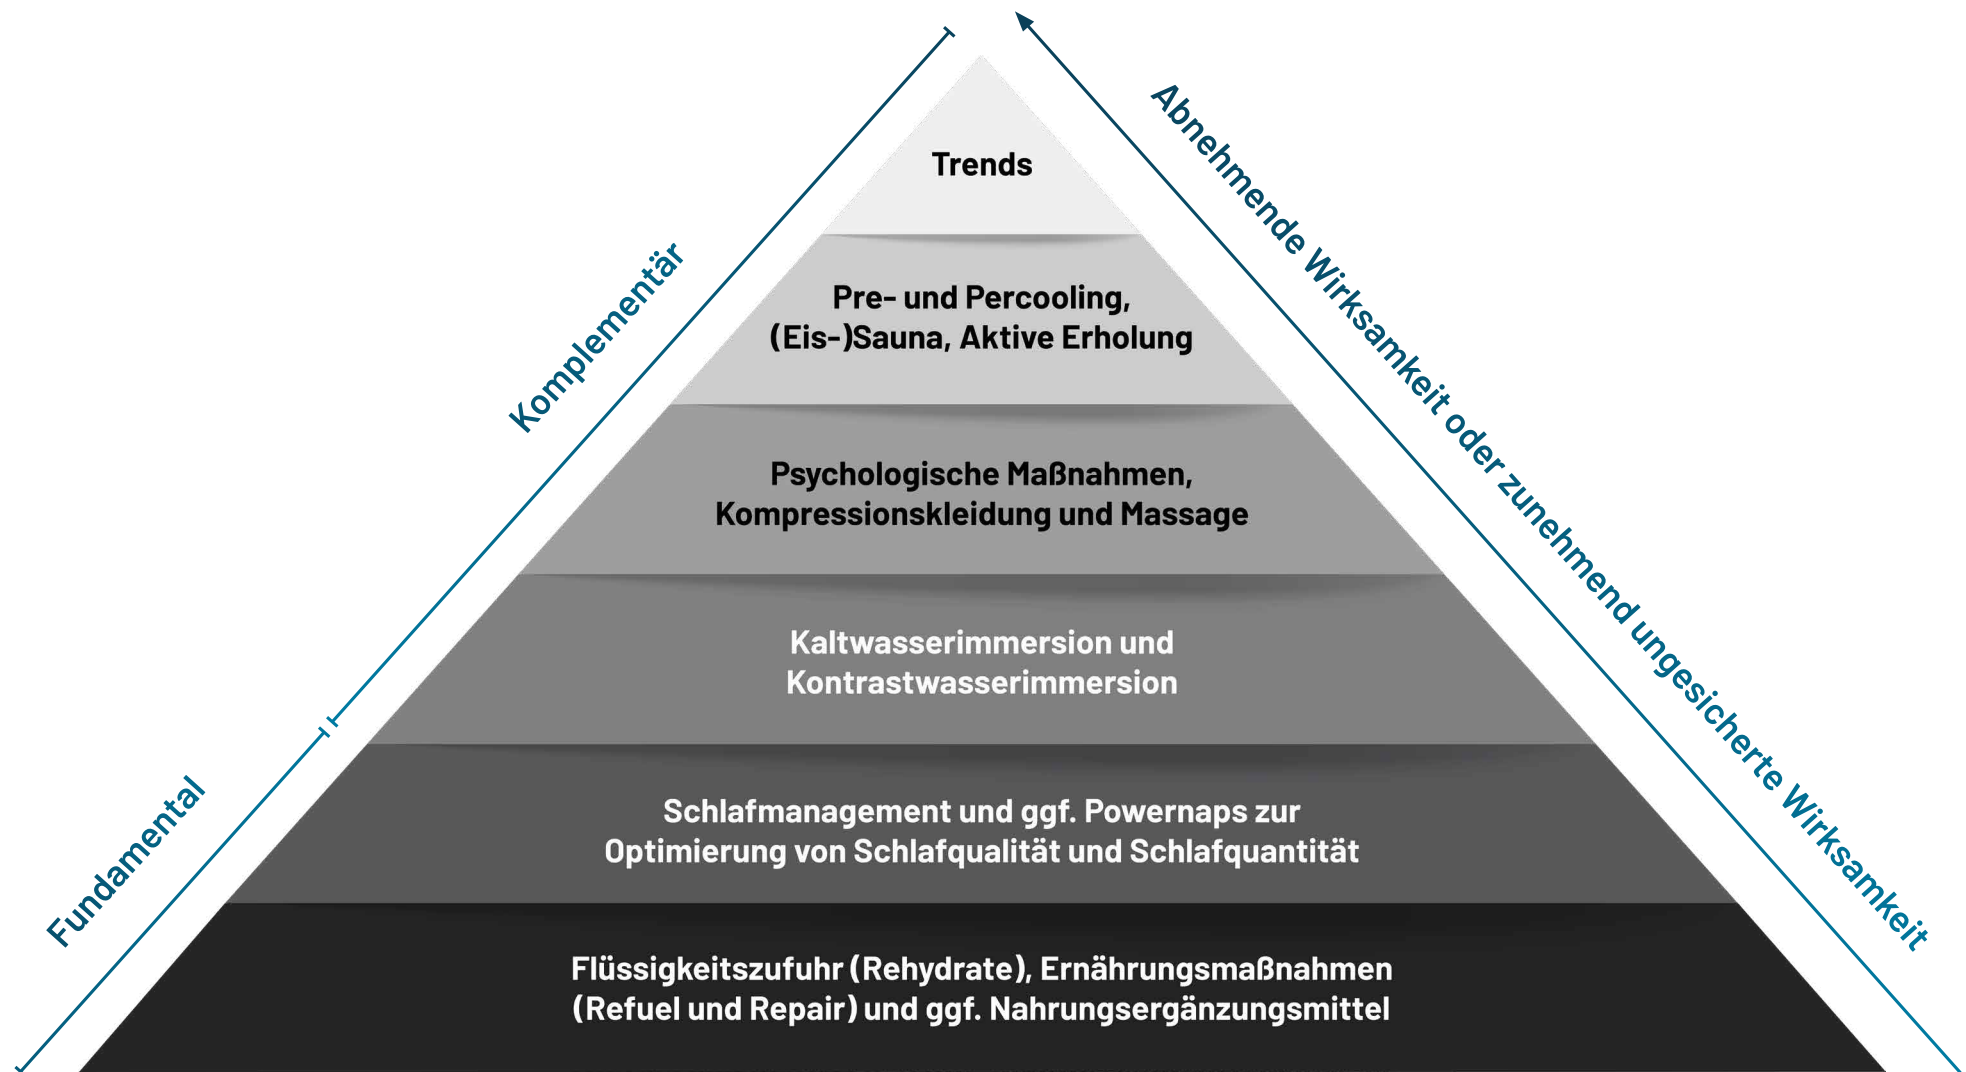 Trends
Pre- und Percooling,
(Eis-)Sauna, Aktive Erholung
Psychologische Maßnahmen,
Kompressionskleidung und Massage
Kaltwasserimmersion und
Kontrastwasserimmersion
Schlafmanagement und ggf. Powernaps zur
Optimierung von Schlafqualität und Schlafquantität
Flüssigkeitszufuhr (Rehydrate), Ernährungsmaßnahmen
(Refuel und Repair) und ggf. Nahrungsergänzungsmittel
Komplementär
Fundamental
Abnehmende Wirksamkeit oder zunehmend ungesicherte Wirksamkeit